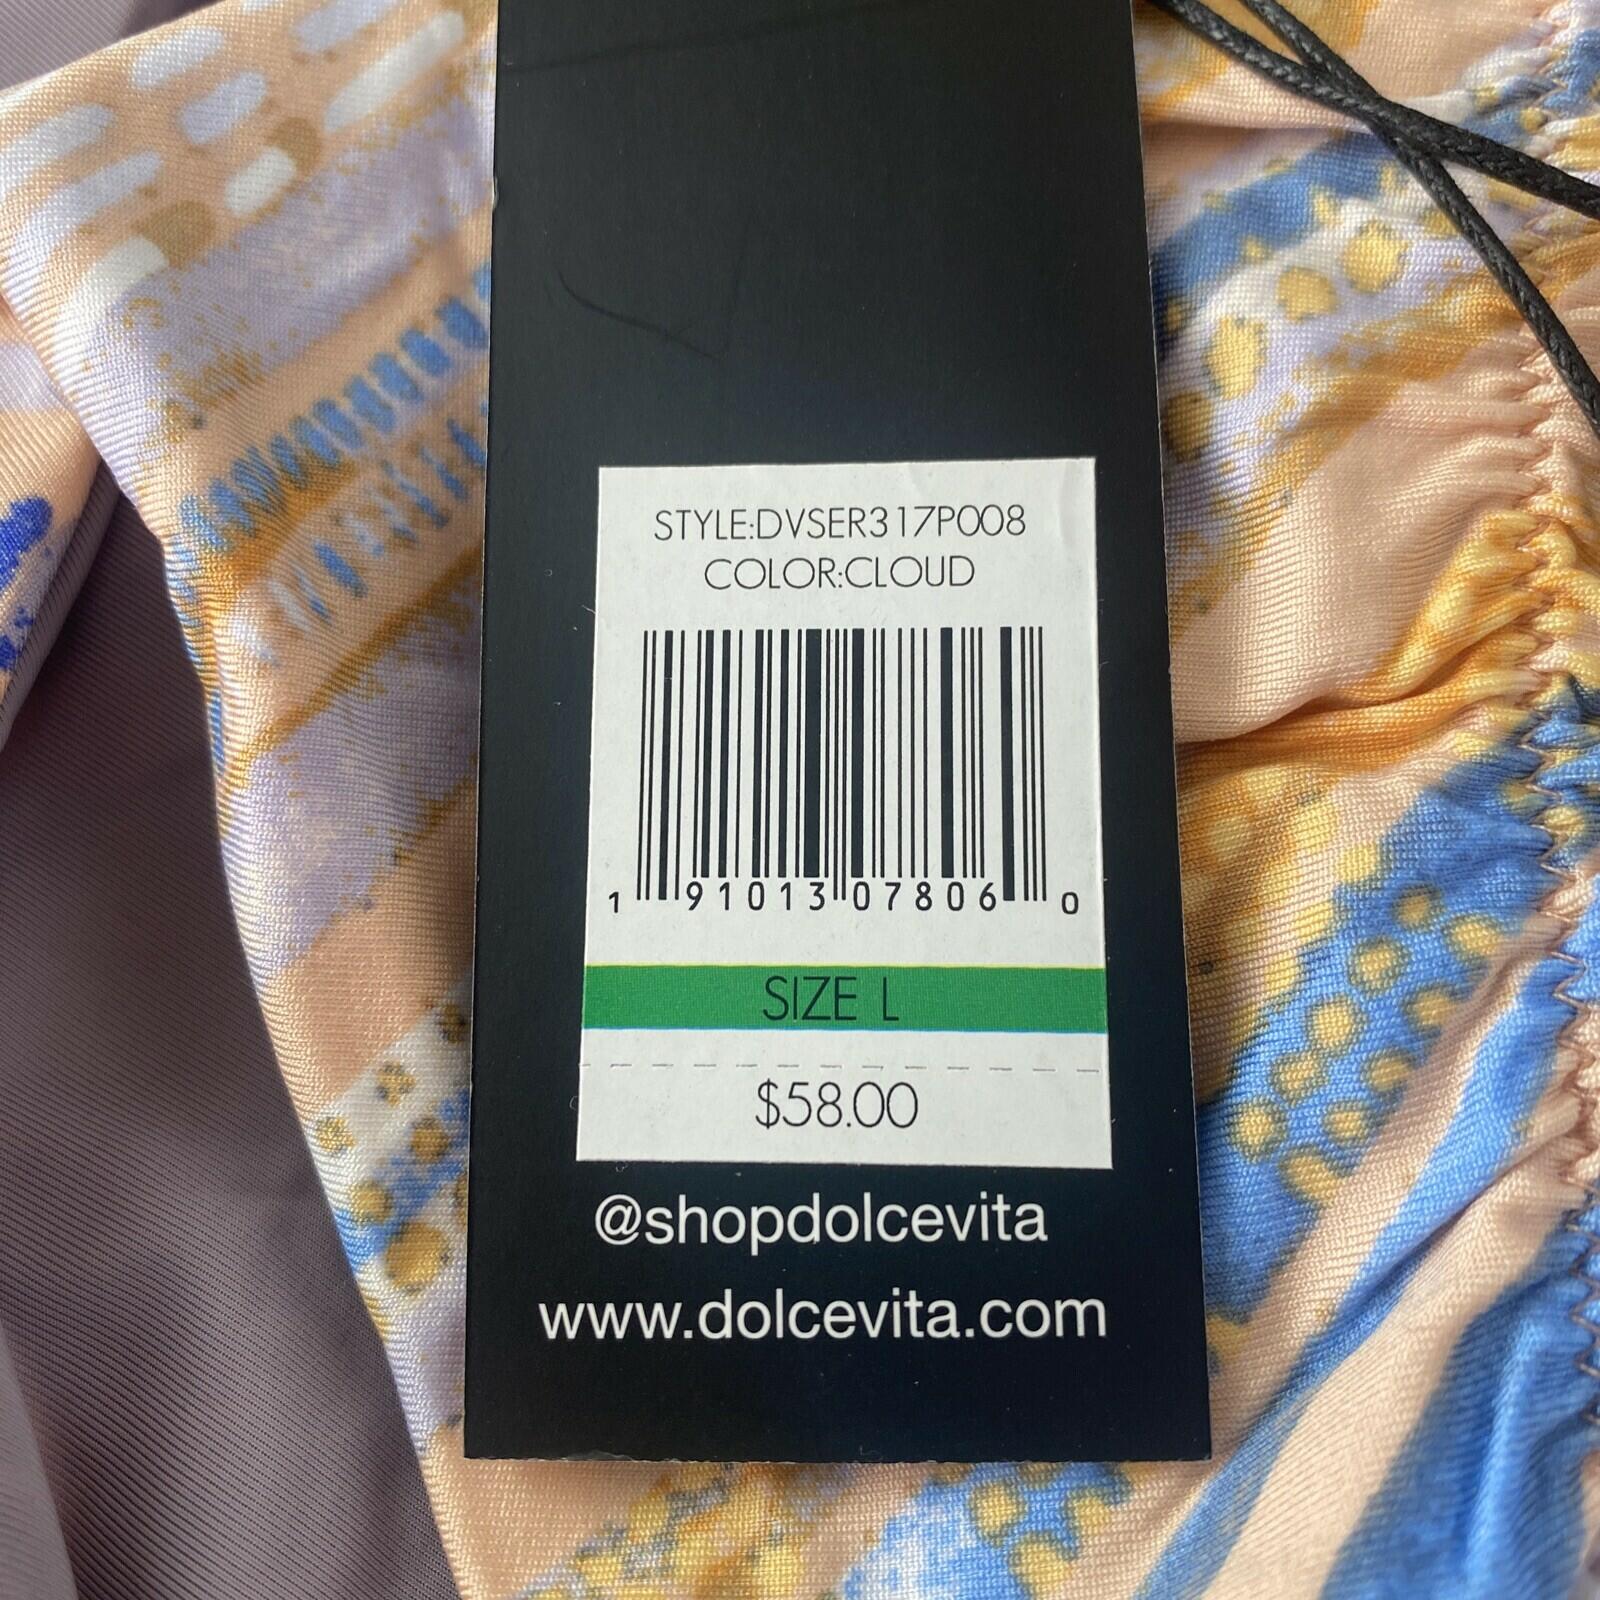 STYLE:DVSER317P008
COLOR:CLOUD
1 91013 07806 0
SIZE L
$58.00
@shopdolcevita
www.dolcevita.com